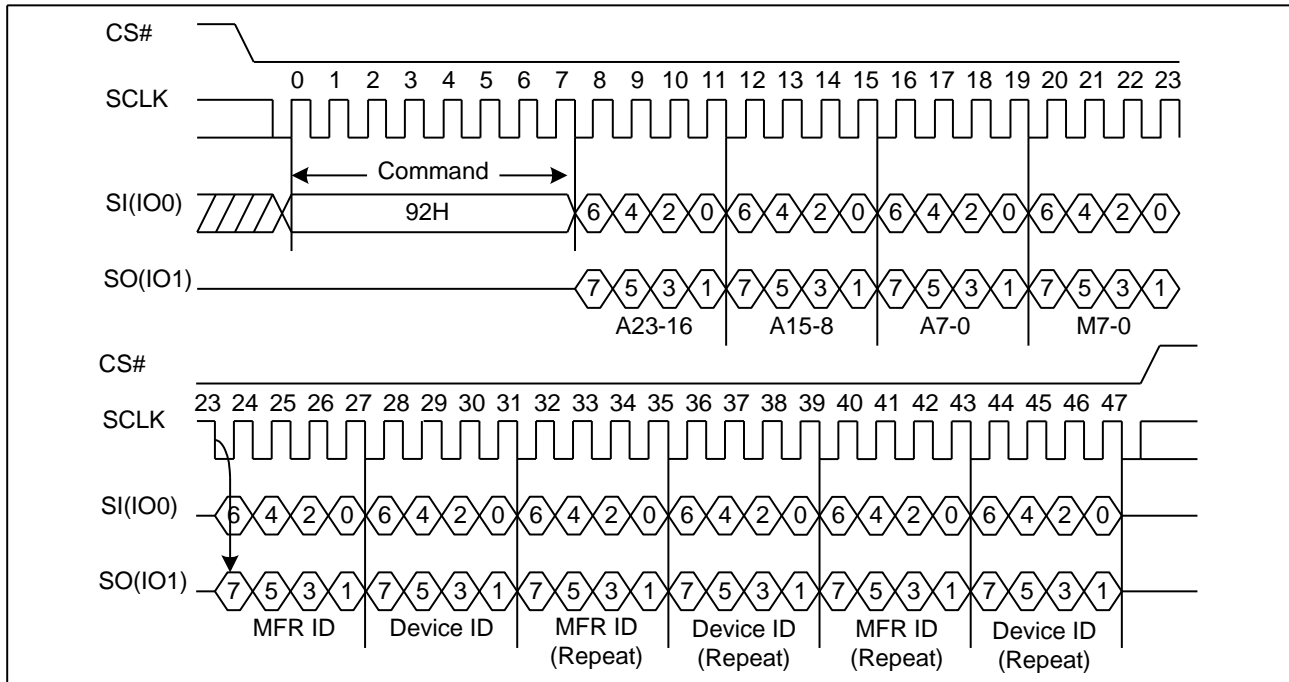 CS#
0 1 2 3 4 5 6 7 8 9 10 11 12 13 14 15 16 17 18 19 20 21 22 23
SCLK
Command
SI(IO0) 92H 6 4 2 0 6 4 2 0 6 4 2 0 6 4 2 0
SO(IO1) 7 5 3 1 7 5 3 1 7 5 3 1 7 5 3 1
A23-16 A15-8 A7-0 M7-0
CS#
23 24 25 26 27 28 29 30 31 32 33 34 35 36 37 38 39 40 41 42 43 44 45 46 47
SCLK
SI(IO0) 6 4 2 0 6 4 2 0 6 4 2 0 6 4 2 0 6 4 2 0 6 4 2 0
SO(IO1) 7 5 3 1 7 5 3 1 7 5 3 1 7 5 3 1 7 5 3 1 7 5 3 1
MFR ID Device ID MFR ID Device ID MFR ID Device ID
(Repeat) (Repeat) (Repeat) (Repeat)